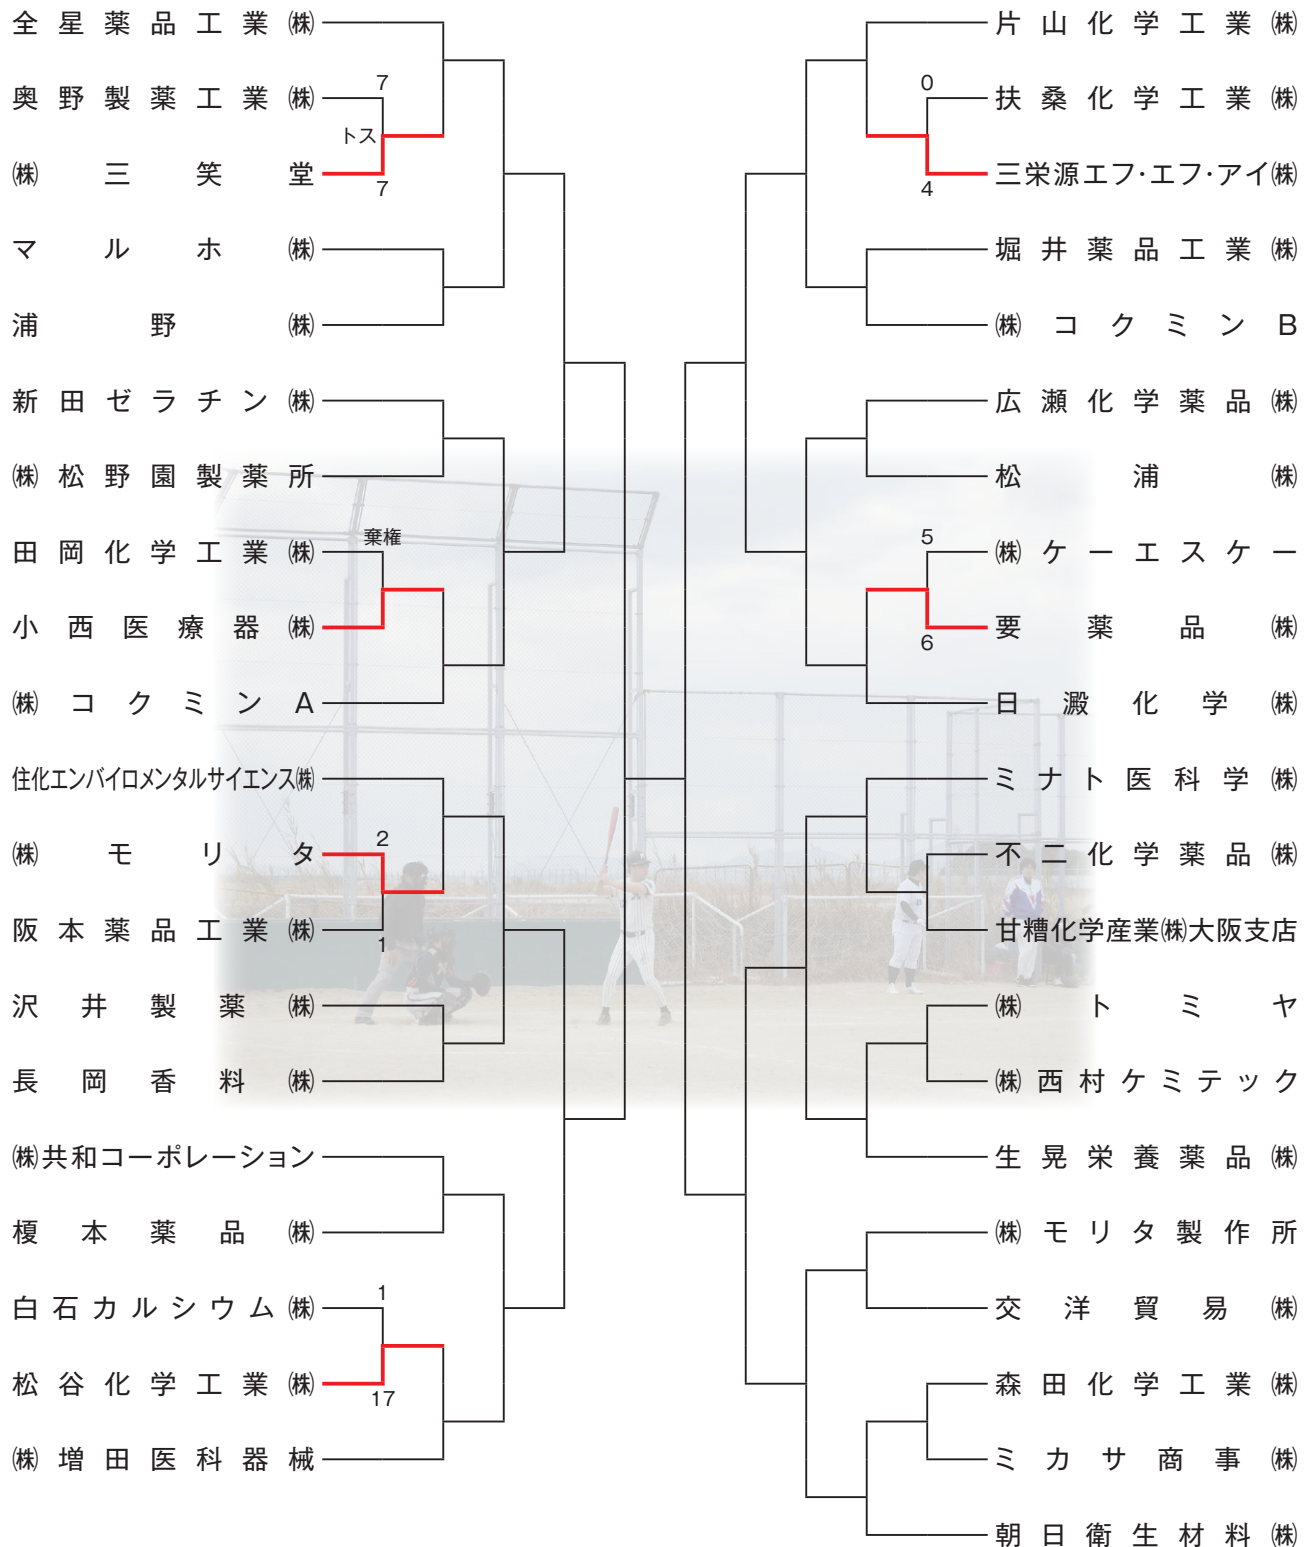 全星薬品工業㈱
7
奥野製薬工業㈱
トス
㈱三笑堂
7
マルホ㈱
浦野㈱
新田ゼラチン㈱
㈱松野園製薬所
棄権
田岡化学工業㈱
小西医療器㈱
㈱コクミンA
住化エンバイロメンタルサイエンス㈱
2
㈱モリタ
阪本薬品工業㈱
1
沢井製薬㈱
長岡香料㈱
㈱共和コーポレーション
榎本薬品㈱
1
白石カルシウム㈱
松谷化学工業㈱
17
㈱増田医科器械
片山化学工業㈱
0
扶桑化学工業㈱
三栄源エフ・エフ・アイ㈱
4
堀井薬品工業㈱
㈱コクミンB
広瀬化学薬品㈱
松浦㈱
5
㈱ケーエスケー
要薬品㈱
6
日澱化学㈱
ミナト医科学㈱
不二化学薬品㈱
甘糟化学産業㈱大阪支店
㈱トミヤ
㈱西村ケミテック
生晃栄養薬品㈱
㈱モリタ製作所
交洋貿易㈱
森田化学工業㈱
ミカサ商事㈱
朝日衛生材料㈱